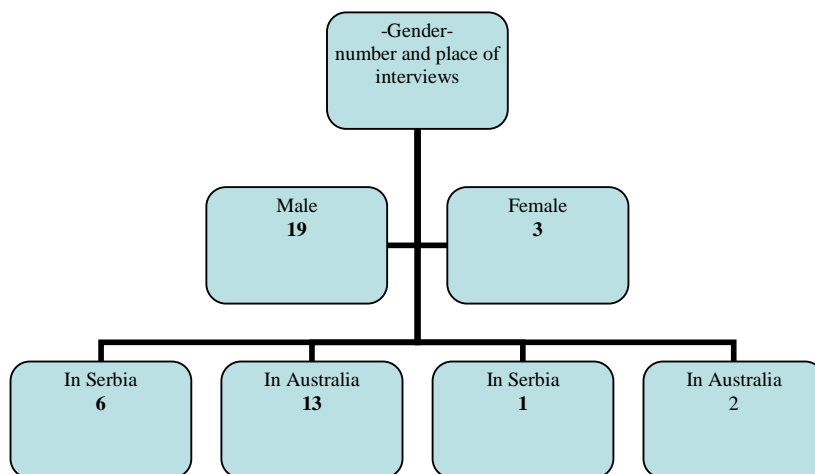 -Gender-
number and place of
interviews
Male
19
Female
3
In Serbia
6
In Australia
13
In Serbia
1
In Australia
2